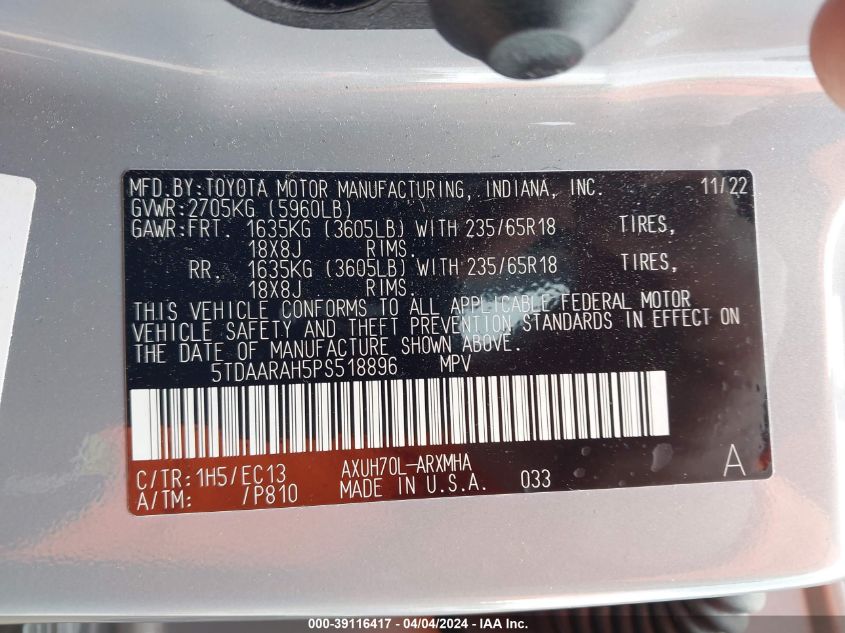 MFD.BY:TOYOTA MOTOR MANUFACTURING, INDIANA, INC. 11/22
GVWR:2705KG (5960LB)
GAWR:FRT. 1635KG (3605LB) WITH 235/65R18 TIRES,
18X8J RIMS.
RR. 1635KG (3605LB) WITH 235/65R18 TIRES,
18X8J RIMS.
THIS VEHICLE CONFORMS TO ALL APPLICABLE FEDERAL MOTOR
VEHICLE SAFETY AND THEFT PREVENTION STANDARDS IN EFFECT ON
THE DATE OF MANUFACTURE SHOWN ABOVE.
5TDAARAH5PS518896 MPV
C/TR:1H5/EC13 AXUH70L-ARXMHA A
A/TM: /P810 MADE IN U.S.A. 033
000-39116417 - 04/04/2024 - IAA Inc.